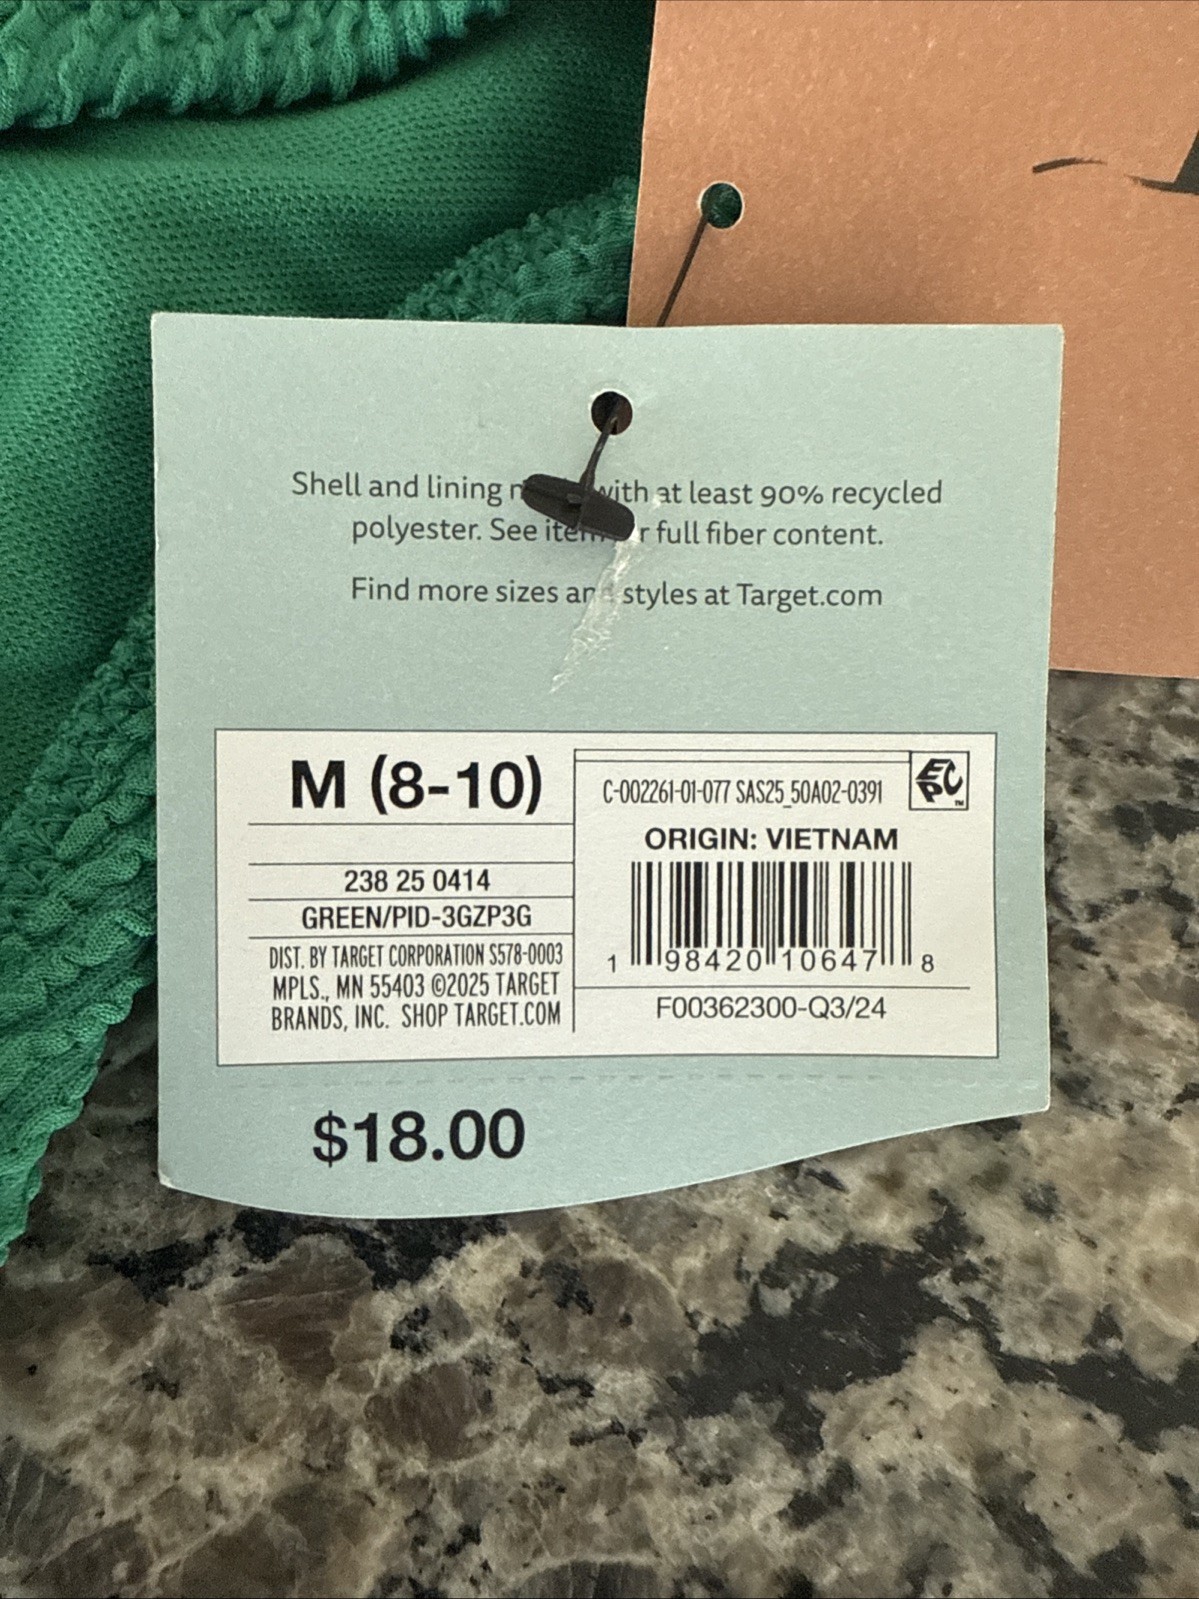 Shell and lining with at least 90% recycled
polyester. See full fiber content.
Find more sizes and styles at Target.com
M (8-10)
238 25 0414
GREEN/PID-3GZP3G
DIST. BY TARGET CORPORATION S578-0003
MPLS., MN 55403 ©2025 TARGET
BRANDS, INC. SHOP TARGET.COM
C-002261-01-077 SAS25_50A02-0391
EC
PC™
ORIGIN: VIETNAM
1 98420 10647 8
F00362300-Q3/24
$18.00